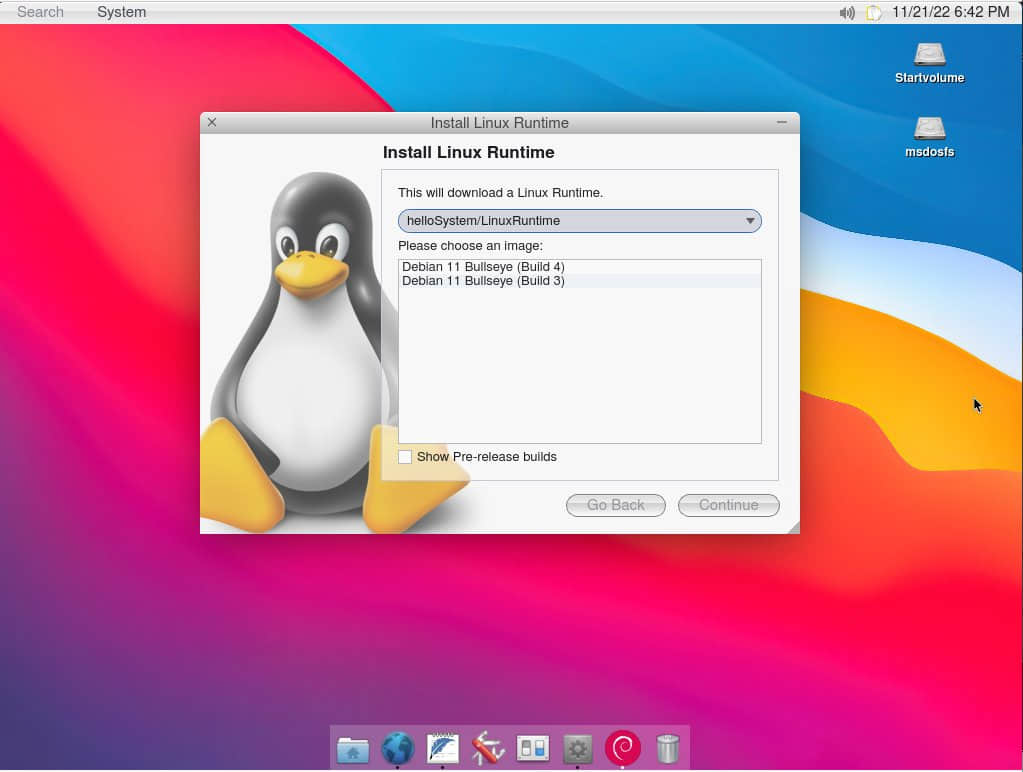 Search System 11/21/22 6:42 PM
Startvolume
msdosfs
Install Linux Runtime
Install Linux Runtime
This will download a Linux Runtime.
helloSystem/LinuxRuntime
Please choose an image:
Debian 11 Bullseye (Build 4)
Debian 11 Bullseye (Build 3)
Show Pre-release builds
Go Back Continue